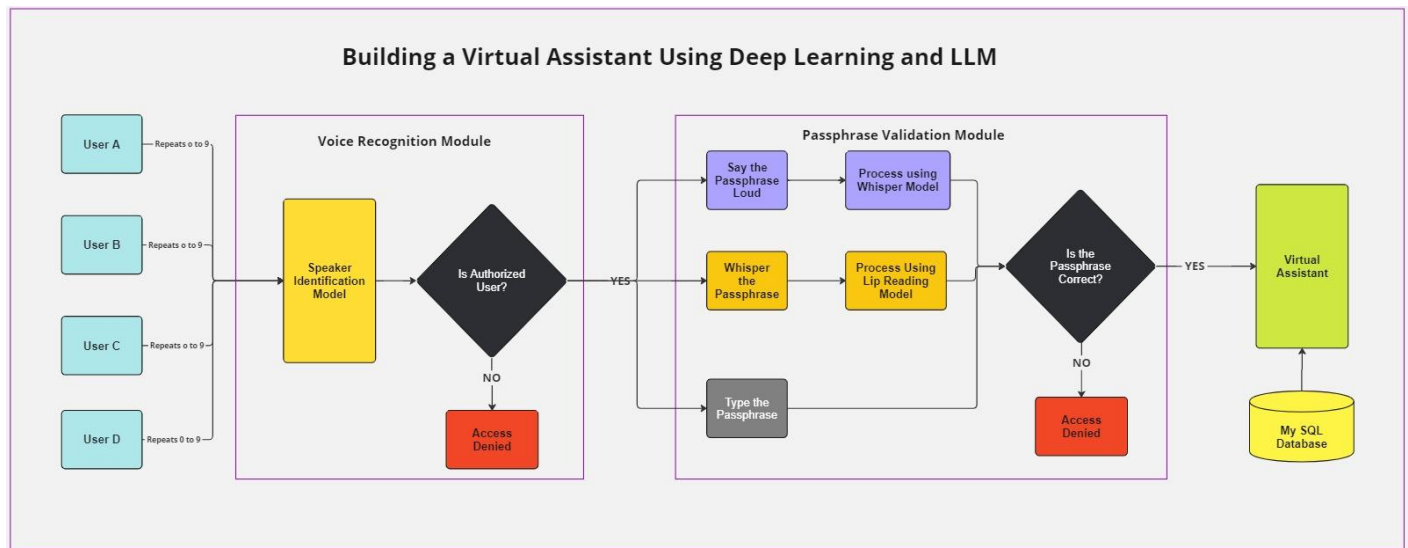 Building a Virtual Assistant Using Deep Learning and LLM
User A
Repeats o to 9
User B
Repeats o to 9
User C
Repeats o to 9
User D
Repeats 0 to 9
Voice Recognition Module
Speaker
Identification
Model
Is Authorized
User?
NO
Access
Denied
YES
Passphrase Validation Module
Say the
Passphrase
Loud
Process using
Whisper Model
Whisper
the
Passphrase
Process Using
Lip Reading
Model
Type the
Passphrase
Is the
Passphrase
Correct?
NO
Access
Denied
YES
Virtual
Assistant
My SQL
Database